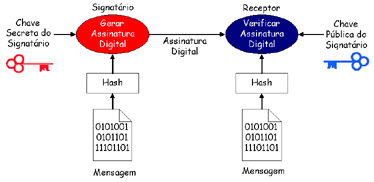 Signatário
Receptor
Chave
Secreta do
Signatário
Gerar
Assinatura
Digital
Assinatura
Digital
Verificar
Assinatura
Digital
Chave
Pública do
Signatário
Hash
Hash
0101001
0101101
11101101
0101001
0101101
11101101
Mensagem
Mensagem